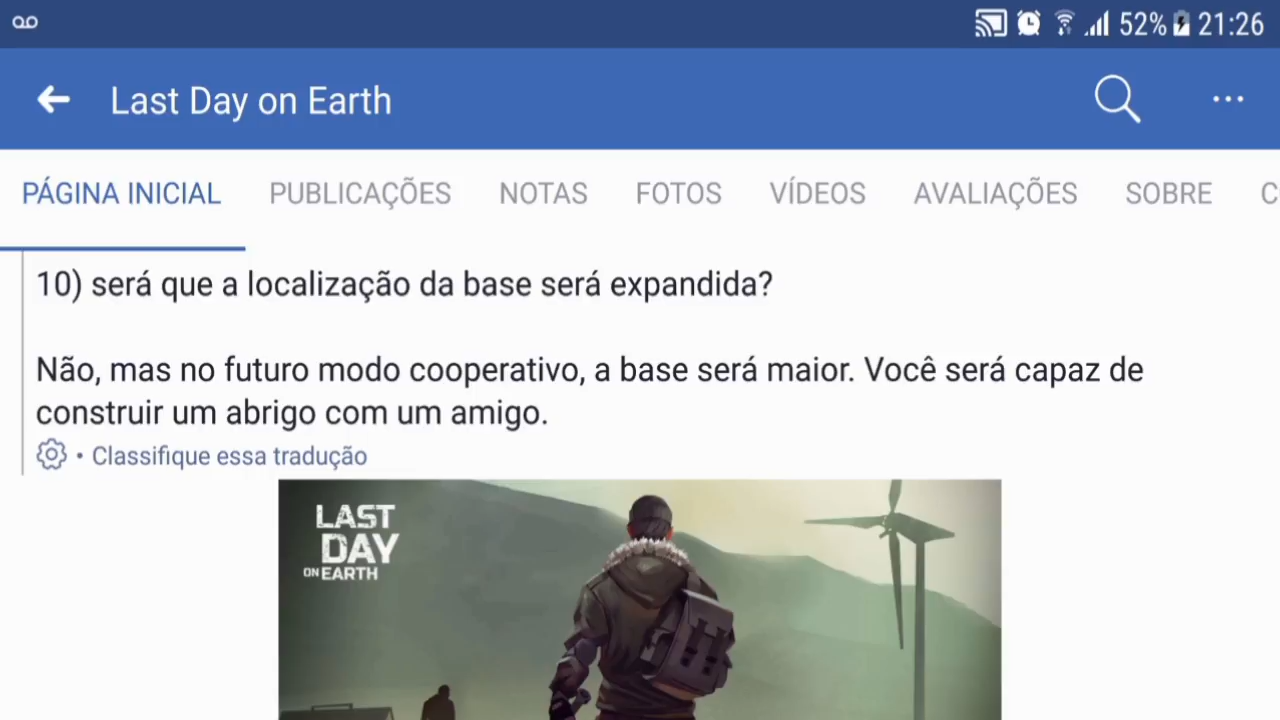 52% 21:26
Last Day on Earth
PÁGINA INICIAL PUBLICAÇÕES NOTAS FOTOS VÍDEOS AVALIAÇÕES SOBRE C
10) será que a localização da base será expandida?
Não, mas no futuro modo cooperativo, a base será maior. Você será capaz de
construir um abrigo com um amigo.
• Classifique essa tradução
LAST
DAY
ON EARTH